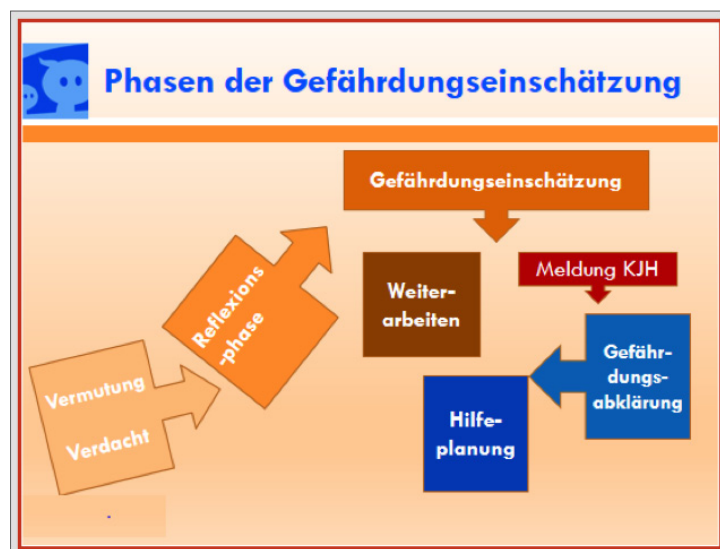 Phasen der Gefährdungseinschätzung
Gefährdungseinschätzung
Reflexions
-phase
Weiter-
arbeiten
Meldung KJH
Vermutung
Verdacht
Gefähr-
dungs-
abklärung
Hilfe-
planung